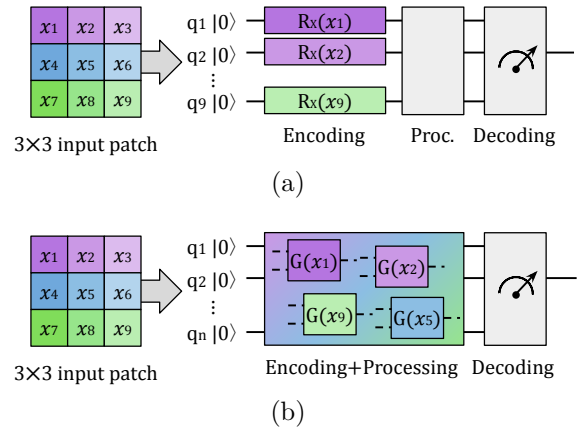 x1 x2 x3
x4 x5 x6
x7 x8 x9
3×3 input patch
q1 |0⟩
q2 |0⟩
⋮
q9 |0⟩
Rx(x1)
Rx(x2)
Rx(x9)
Encoding
Proc.
Decoding
(a)
x1 x2 x3
x4 x5 x6
x7 x8 x9
3×3 input patch
q1 |0⟩
q2 |0⟩
⋮
qn |0⟩
G(x1)
G(x2)
G(x9)
G(x5)
Encoding+Processing
Decoding
(b)